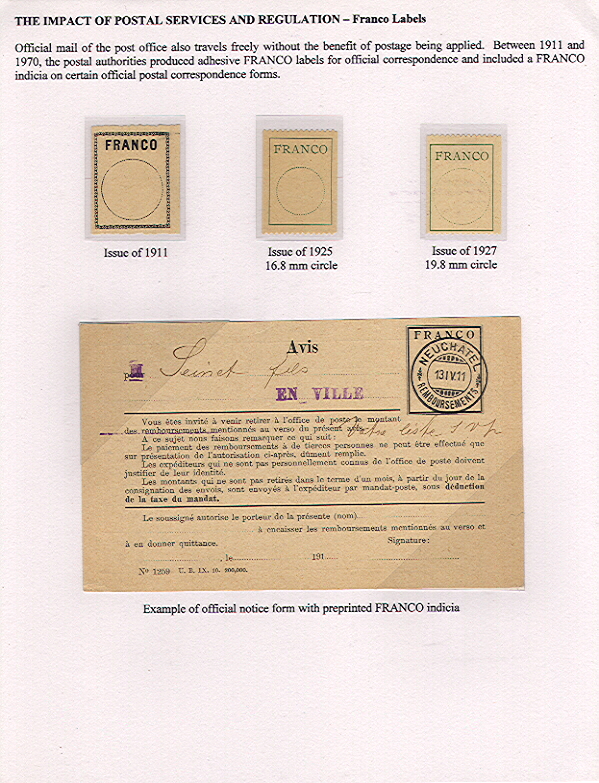 THE IMPACT OF POSTAL SERVICES AND REGULATION – Franco Labels
Official mail of the post office also travels freely without the benefit of postage being applied. Between 1911 and
1970, the postal authorities produced adhesive FRANCO labels for official correspondence and included a FRANCO
indicia on certain official postal correspondence forms.
FRANCO
FRANCO
FRANCO
Issue of 1911
Issue of 1925
16.8 mm circle
Issue of 1927
19.8 mm circle
Avis
FRANCO
NEUCHATEL
13 IV.11
REMBOURSEMENTS
fils
EN VILLE
Vous êtes invité à venir retirer à l'office de poste le montant
des remboursements mentionnés au verso du présent avis.
A ce sujet nous faisons remarquer ce qui suit :
Le paiement des remboursements à de tierces personnes ne peut être effectué que
sur présentation de l'autorisation ci-après, dûment remplie.
Les expéditeurs qui ne sont pas personnellement connus de l'office de poste doivent
justifier de leur identité.
Les montants qui ne sont pas retirés dans le terme d'un mois, à partir du jour de la
consignation des envois, sont envoyés à l'expéditeur par mandat-poste, sous déduction
de la taxe du mandat.
Le soussigné autorise le porteur de la présente (nom)
à encaisser les remboursements mentionnés au verso et
à en donner quittance.
Signature:
, le 191
No 1259 U. B. IX. 10. 200,000.
Example of official notice form with preprinted FRANCO indicia